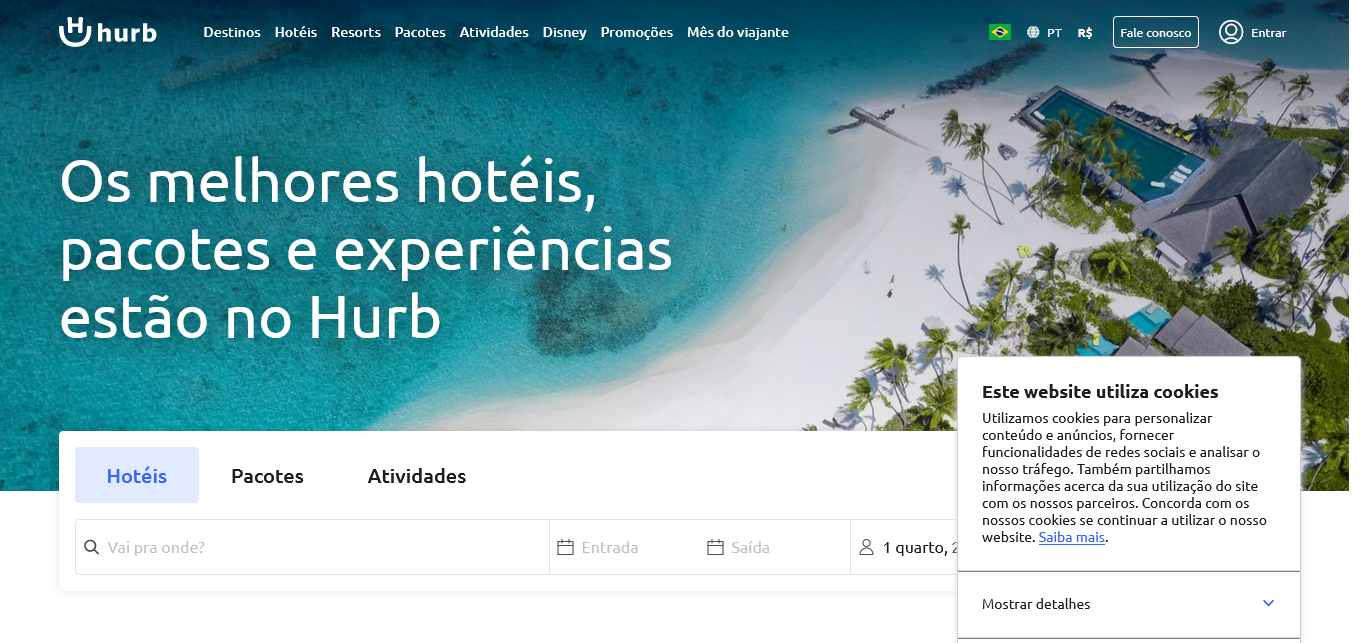 hurb
Destinos Hotéis Resorts Pacotes Atividades Disney Promoções Mês do viajante
PT R$ Fale conosco Entrar
Os melhores hotéis,
pacotes e experiências
estão no Hurb
Hotéis Pacotes Atividades
Vai pra onde? Entrada Saída 1 quarto, 2
Este website utiliza cookies
Utilizamos cookies para personalizar
conteúdo e anúncios, fornecer
funcionalidades de redes sociais e analisar o
nosso tráfego. Também partilhamos
informações acerca da sua utilização do site
com os nossos parceiros. Concorda com os
nossos cookies se continuar a utilizar o nosso
website. Saiba mais.
Mostrar detalhes